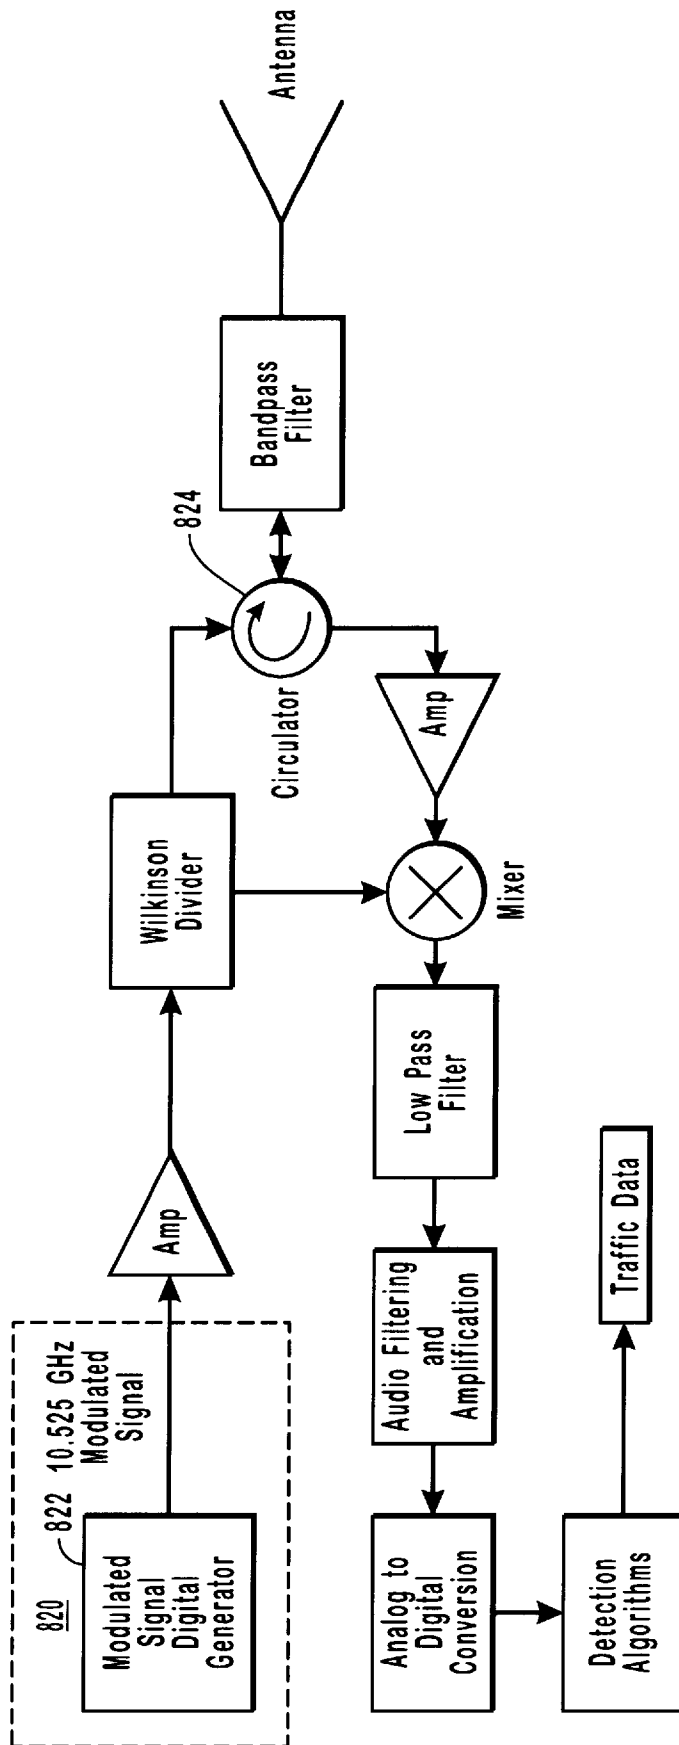 820
822
10.525 GHz
Modulated
Signal
Modulated
Signal
Digital
Generator
Amp
Wilkinson
Divider
824
Circulator
Bandpass
Filter
Antenna
Amp
Mixer
Low Pass
Filter
Audio Filtering
and
Amplification
Analog to
Digital
Conversion
Detection
Algorithms
Traffic Data